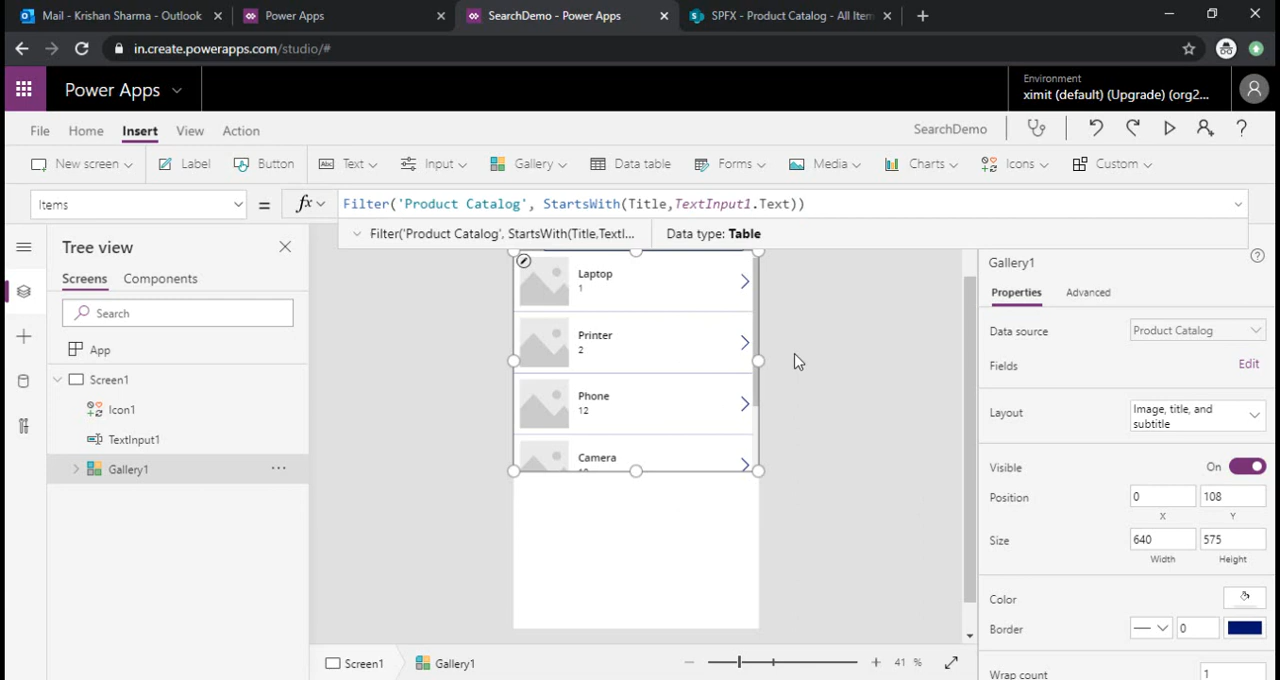 Mail - Krishan Sharma - Outlook
Power Apps
SearchDemo - Power Apps
SPFX - Product Catalog - All Item
in.create.powerapps.com/studio/#
Power Apps
Environment
ximit (default) (Upgrade) (org2...
File Home Insert View Action
SearchDemo
New screen Label Button Text Input Gallery Data table Forms Media Charts Icons Custom
Items = fx Filter('Product Catalog', StartsWith(Title,TextInput1.Text))
Filter('Product Catalog', StartsWith(Title,TextI... Data type: Table
Tree view
Screens Components
Search
App
Screen1
Icon1
TextInput1
Gallery1
Laptop
1
Printer
2
Phone
12
Camera
Gallery1
Properties Advanced
Data source Product Catalog
Fields Edit
Layout Image, title, and
subtitle
Visible On
Position 0 108
X Y
Size 640 575
Width Height
Color
Border 0
Wrap count 1
Screen1 Gallery1
41 %